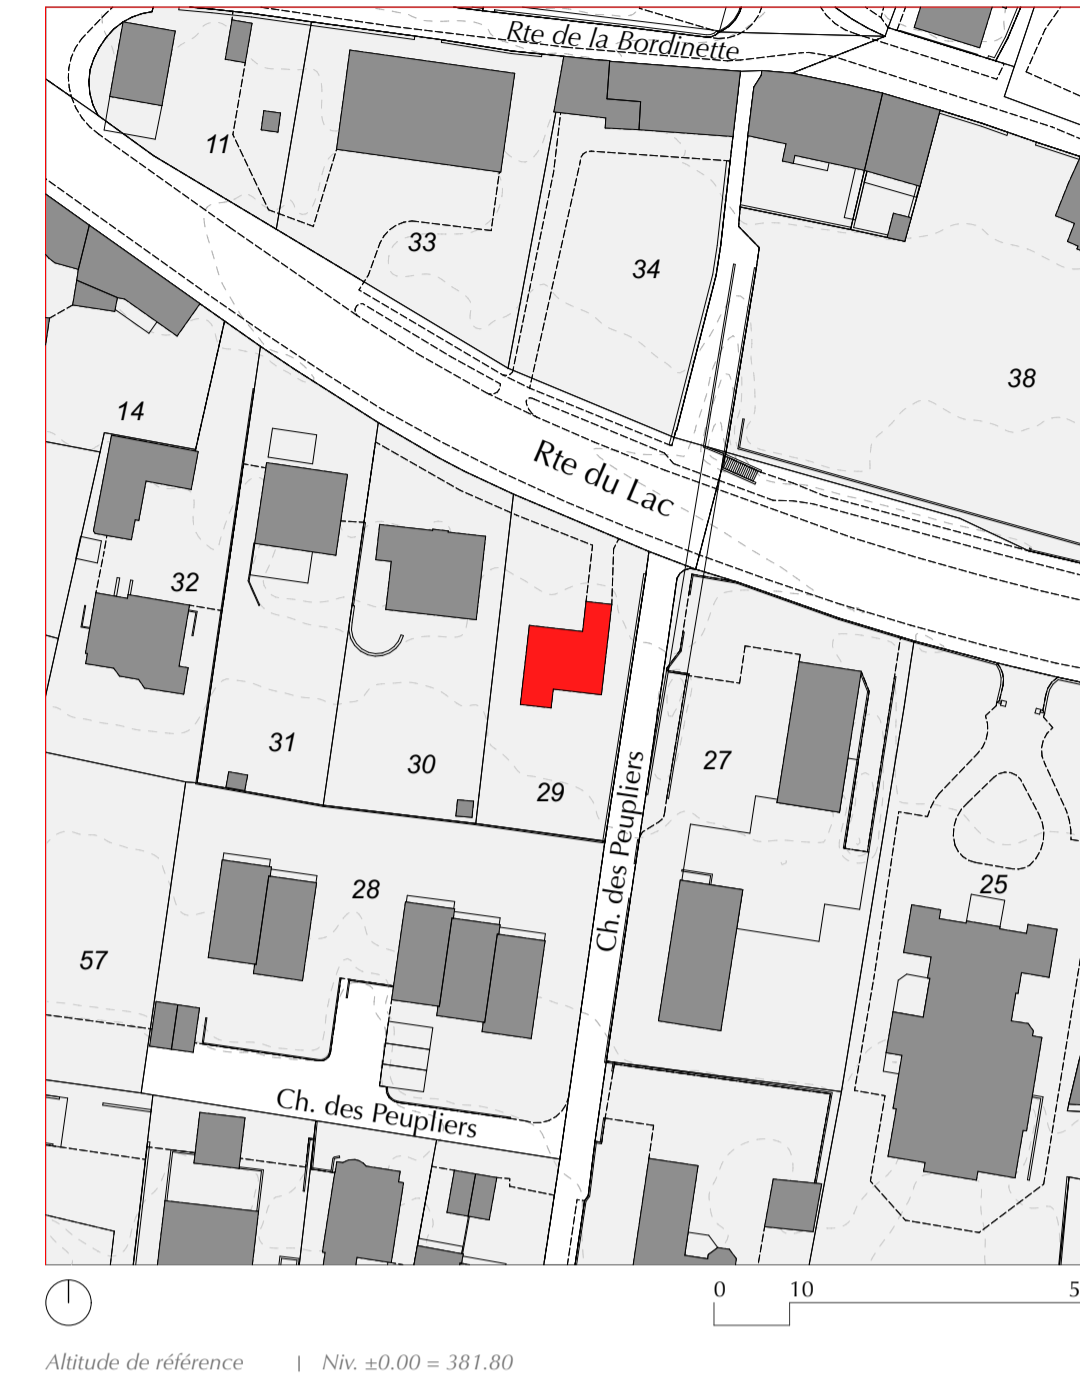 Rte de la Bordinette
11
33
34
38
14
Rte du Lac
32
31
30
29
27
Ch. des Peupliers
28
25
57
Ch. des Peupliers
0 10 5
Altitude de référence | Niv. ±0.00 = 381.80